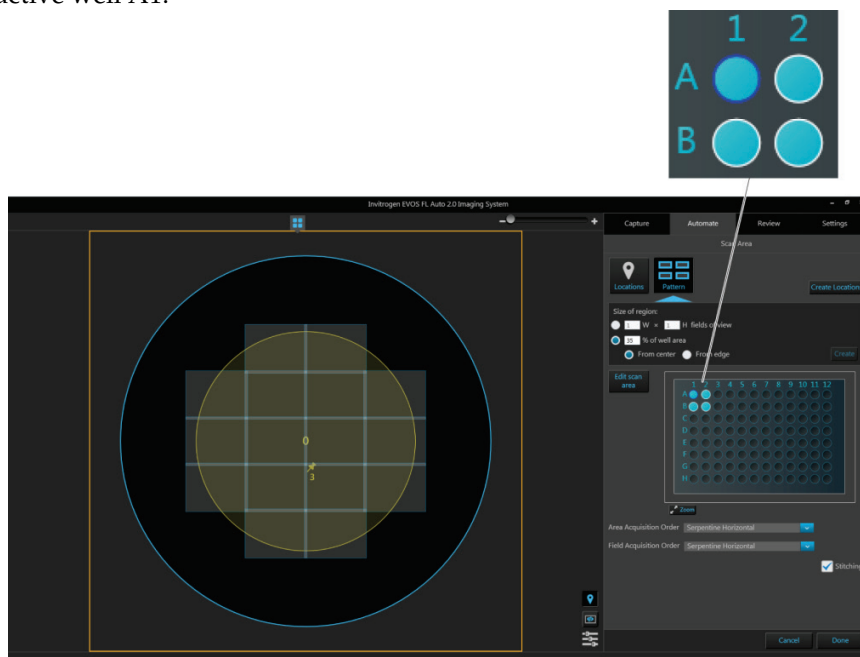 active well A1.
1 2
A
B
Invitrogen EVOS FL Auto 2.0 Imaging System
Capture Automate Review Settings
Scan Area
Locations Pattern Create Location
Size of region:
1 W × 1 H fields of view
35 % of well area
From center From edge Create
Edit scan
area
1 2 3 4 5 6 7 8 9 10 11 12
A
B
C
D
E
F
G
H
Zoom
Area Acquisition Order Serpentine Horizontal
Field Acquisition Order Serpentine Horizontal
Stitching
Cancel Done
0
3